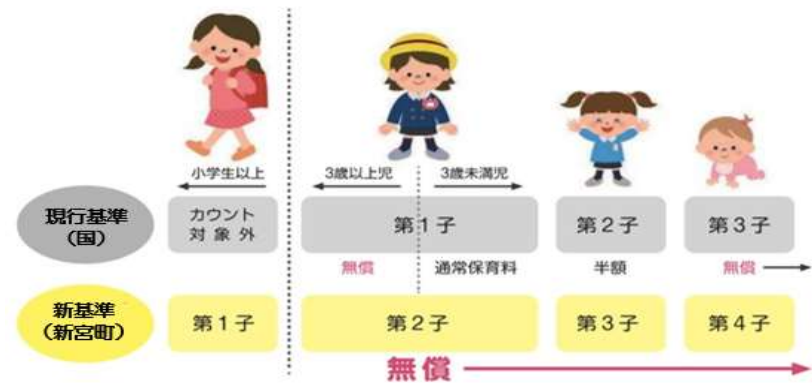 小学生以上
3歳以上児
3歳未満児
現行基準
(国)
カウント
対象外
第1子
第2子
第3子
無償
通常保育料
半額
無償
新基準
(新宮町)
第1子
第2子
第3子
第4子
無償